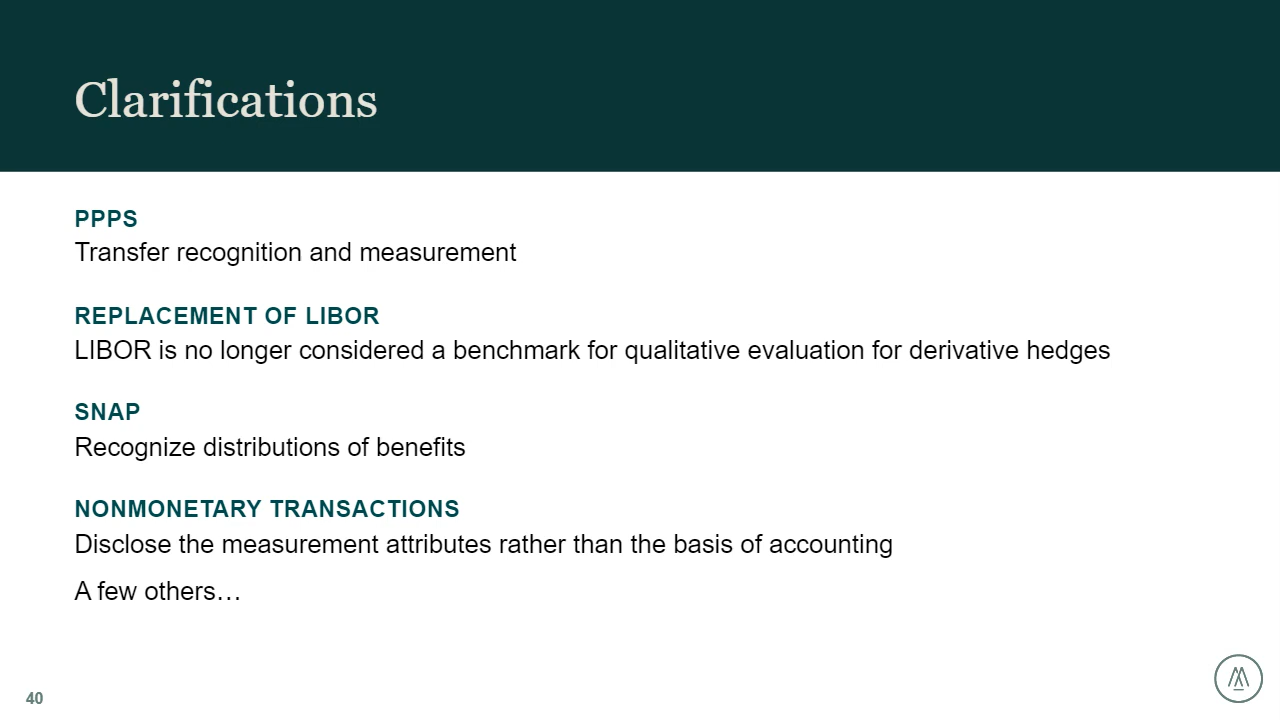 Clarifications
PPPS
Transfer recognition and measurement
REPLACEMENT OF LIBOR
LIBOR is no longer considered a benchmark for qualitative evaluation for derivative hedges
SNAP
Recognize distributions of benefits
NONMONETARY TRANSACTIONS
Disclose the measurement attributes rather than the basis of accounting
A few others…
40